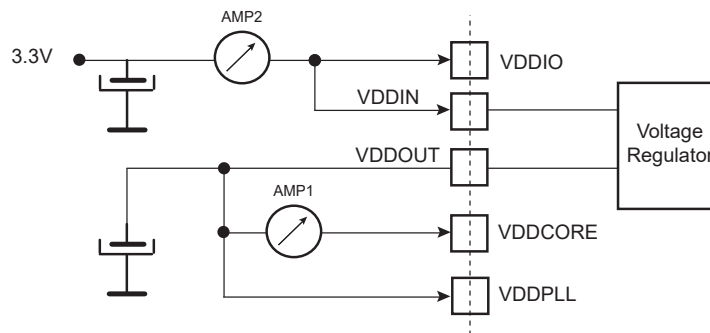 AMP2
3.3V
VDDIO
VDDIN
Voltage
Regulator
VDDOUT
AMP1
VDDCORE
VDDPLL